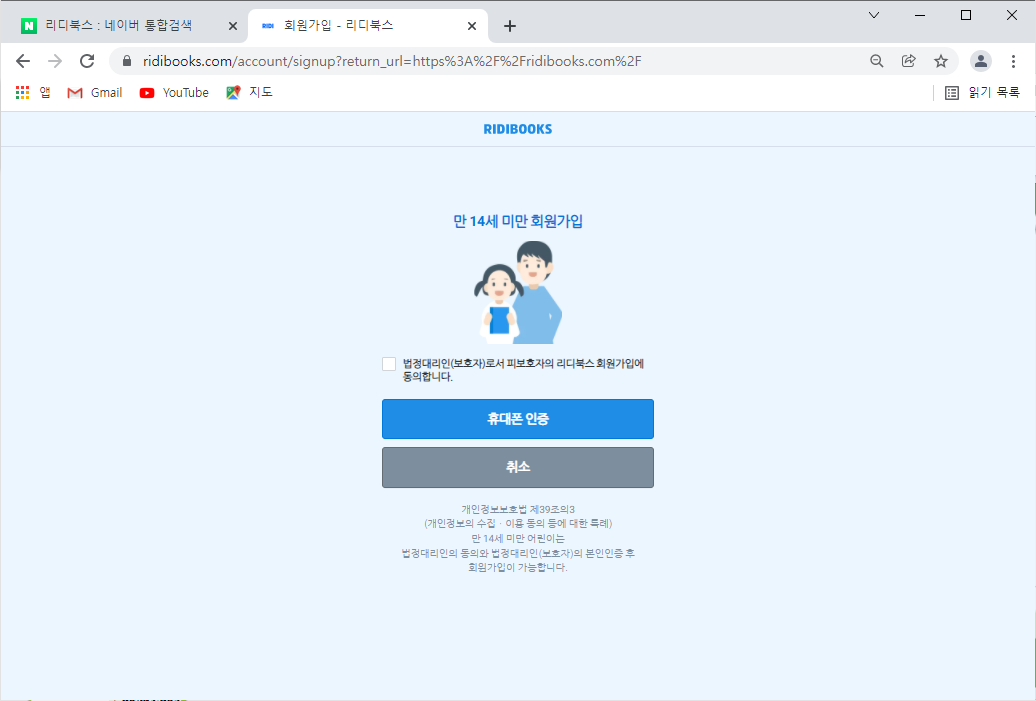 리디북스 : 네이버 통합검색
회원가입 - 리디북스
ridibooks.com/account/signup?return_url=https%3A%2F%2Fridibooks.com%2F
앱
Gmail
YouTube
지도
읽기 목록
RIDIBOOKS
만 14세 미만 회원가입
법정대리인(보호자)로서 피보호자의 리디북스 회원가입에
동의합니다.
휴대폰 인증
취소
개인정보보호법 제39조의3
(개인정보의 수집 · 이용 동의 등에 대한 특례)
만 14세 미만 어린이는
법정대리인의 동의와 법정대리인(보호자)의 본인인증 후
회원가입이 가능합니다.